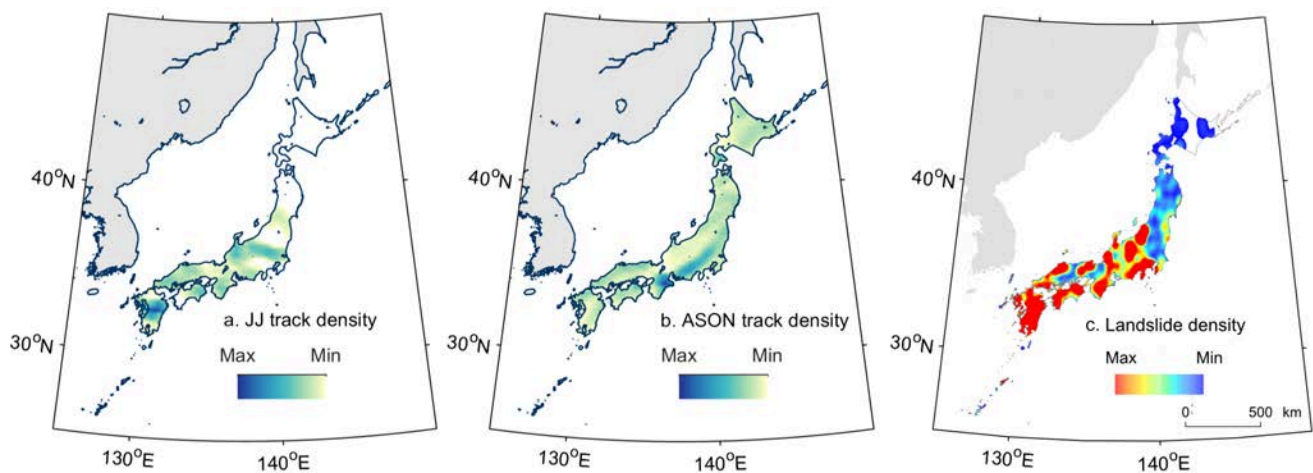 40°N
30°N
130°E
140°E
a. JJ track density
Max Min
40°N
30°N
130°E
140°E
b. ASON track density
Max Min
40°N
30°N
130°E
140°E
c. Landslide density
Max Min
0 500 km